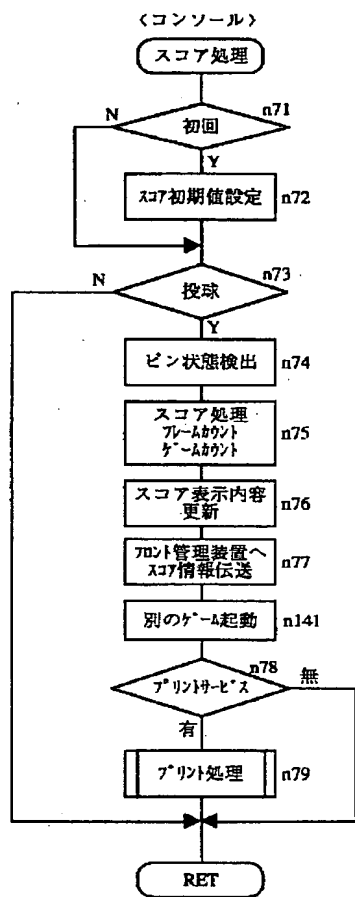 〈コンソール〉
スコア処理
N
n71
初回
Y
スコア初期値設定
n72
N
n73
投球
Y
ピン状態検出
n74
スコア処理
フレームカウント
ゲームカウント
n75
スコア表示内容
更新
n76
フロント管理装置へ
スコア情報伝送
n77
別のゲーム起動
n141
n78
プリントサービス
無
有
プリント処理
n79
RET